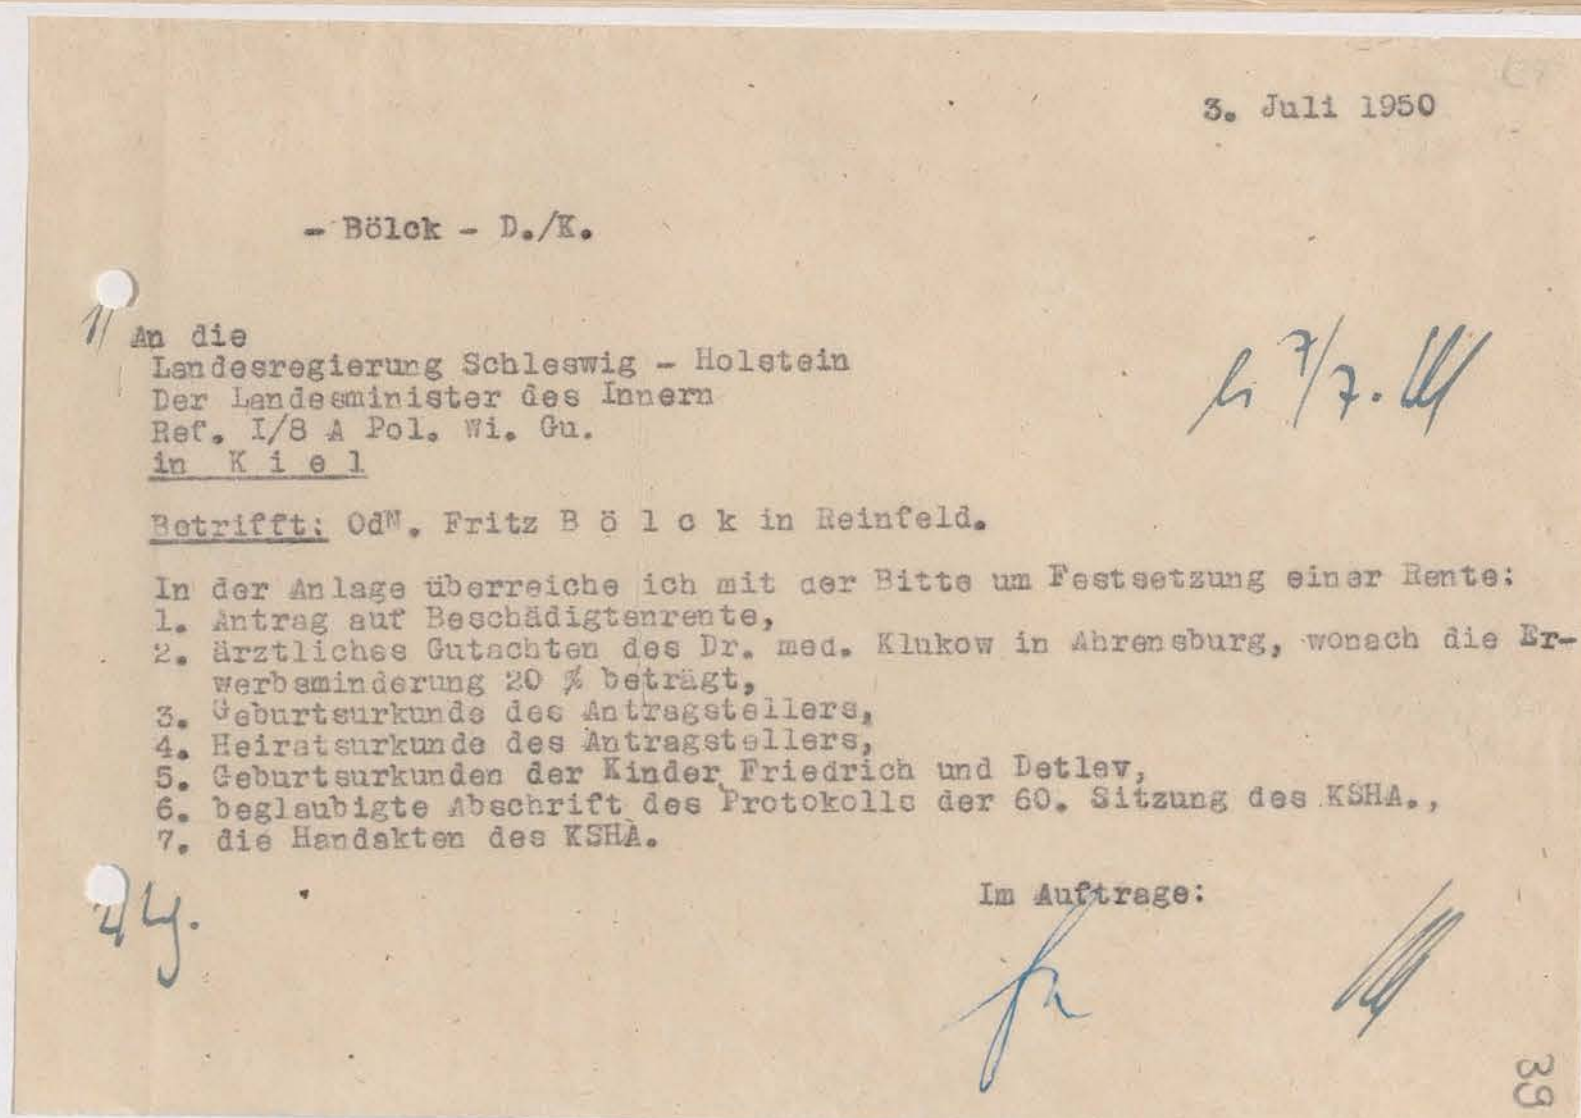 3. Juli 1950
- Bölck - D./K.
1/ An die
Landesregierung Schleswig - Holstein
Der Landesminister des Innern
Ref. I/8 A Pol. Wi. Gu.
in K i e l
7/7.
Betrifft: OdN. Fritz B ö l c k in Reinfeld.
In der Anlage überreiche ich mit der Bitte um Festsetzung einer Rente:
1. Antrag auf Beschädigtenrente,
2. ärztliches Gutachten des Dr. med. Klukow in Ahrensburg, wonach die Er-
werbsminderung 20 % beträgt,
3. Geburtsurkunde des Antragstellers,
4. Heiratsurkunde des Antragstellers,
5. Geburtsurkunden der Kinder Friedrich und Detlev,
6. beglaubigte Abschrift des Protokolls der 60. Sitzung des KSHA.,
7. die Handakten des KSHA.
Im Auftrage:
39